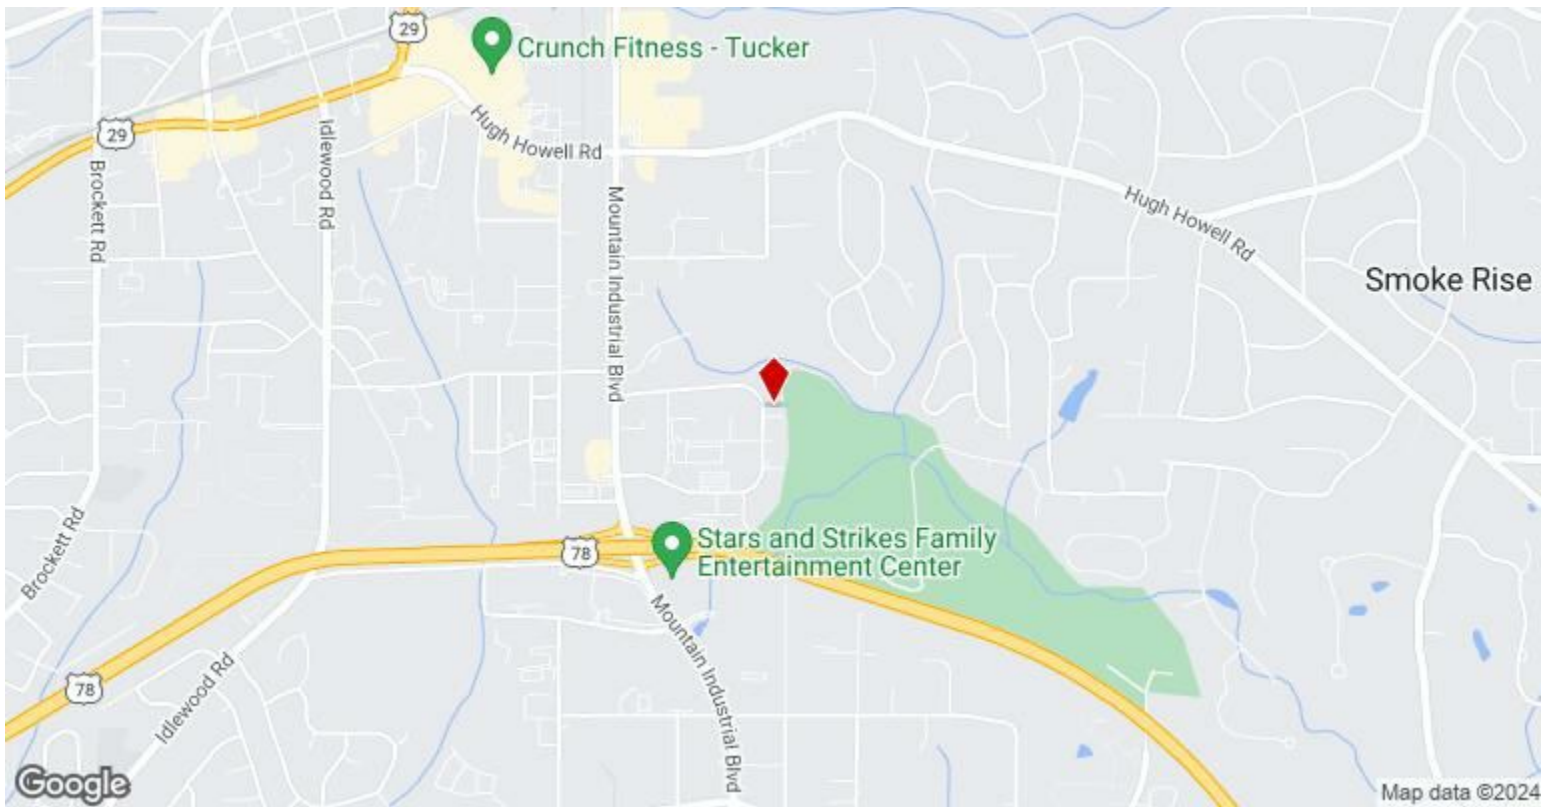 29
Crunch Fitness - Tucker
29
Hugh Howell Rd
Idlewood Rd
Brockett Rd
Mountain Industrial Blvd
Hugh Howell Rd
Smoke Rise
Brockett Rd
78
Stars and Strikes Family
Entertainment Center
Mountain Industrial Blvd
78
Idlewood Rd
Google
Map data ©2024